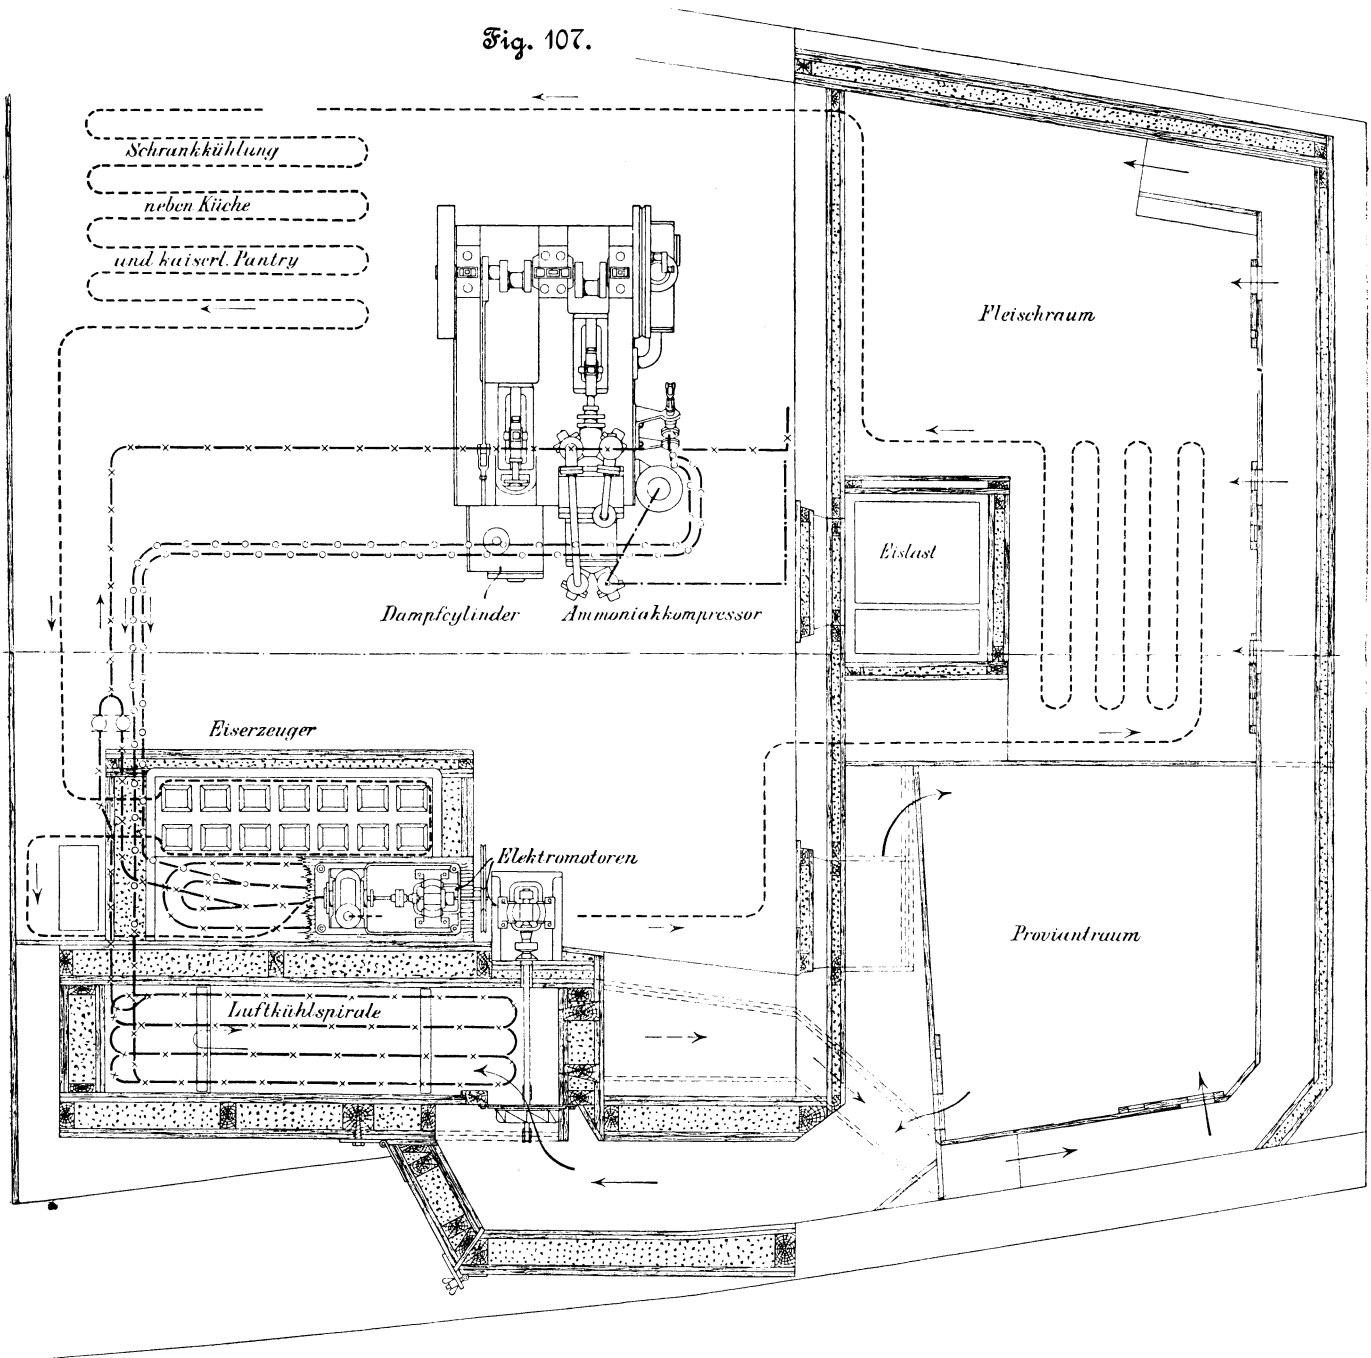 Fig. 107.
Schrankkühlung
neben Küche
und kaiserl. Pantry
Fleischraum
Eislast
Dampfcylinder
Ammoniakkompressor
Eiserzeuger
Elektromotoren
Proviantraum
Luftkühlspirale